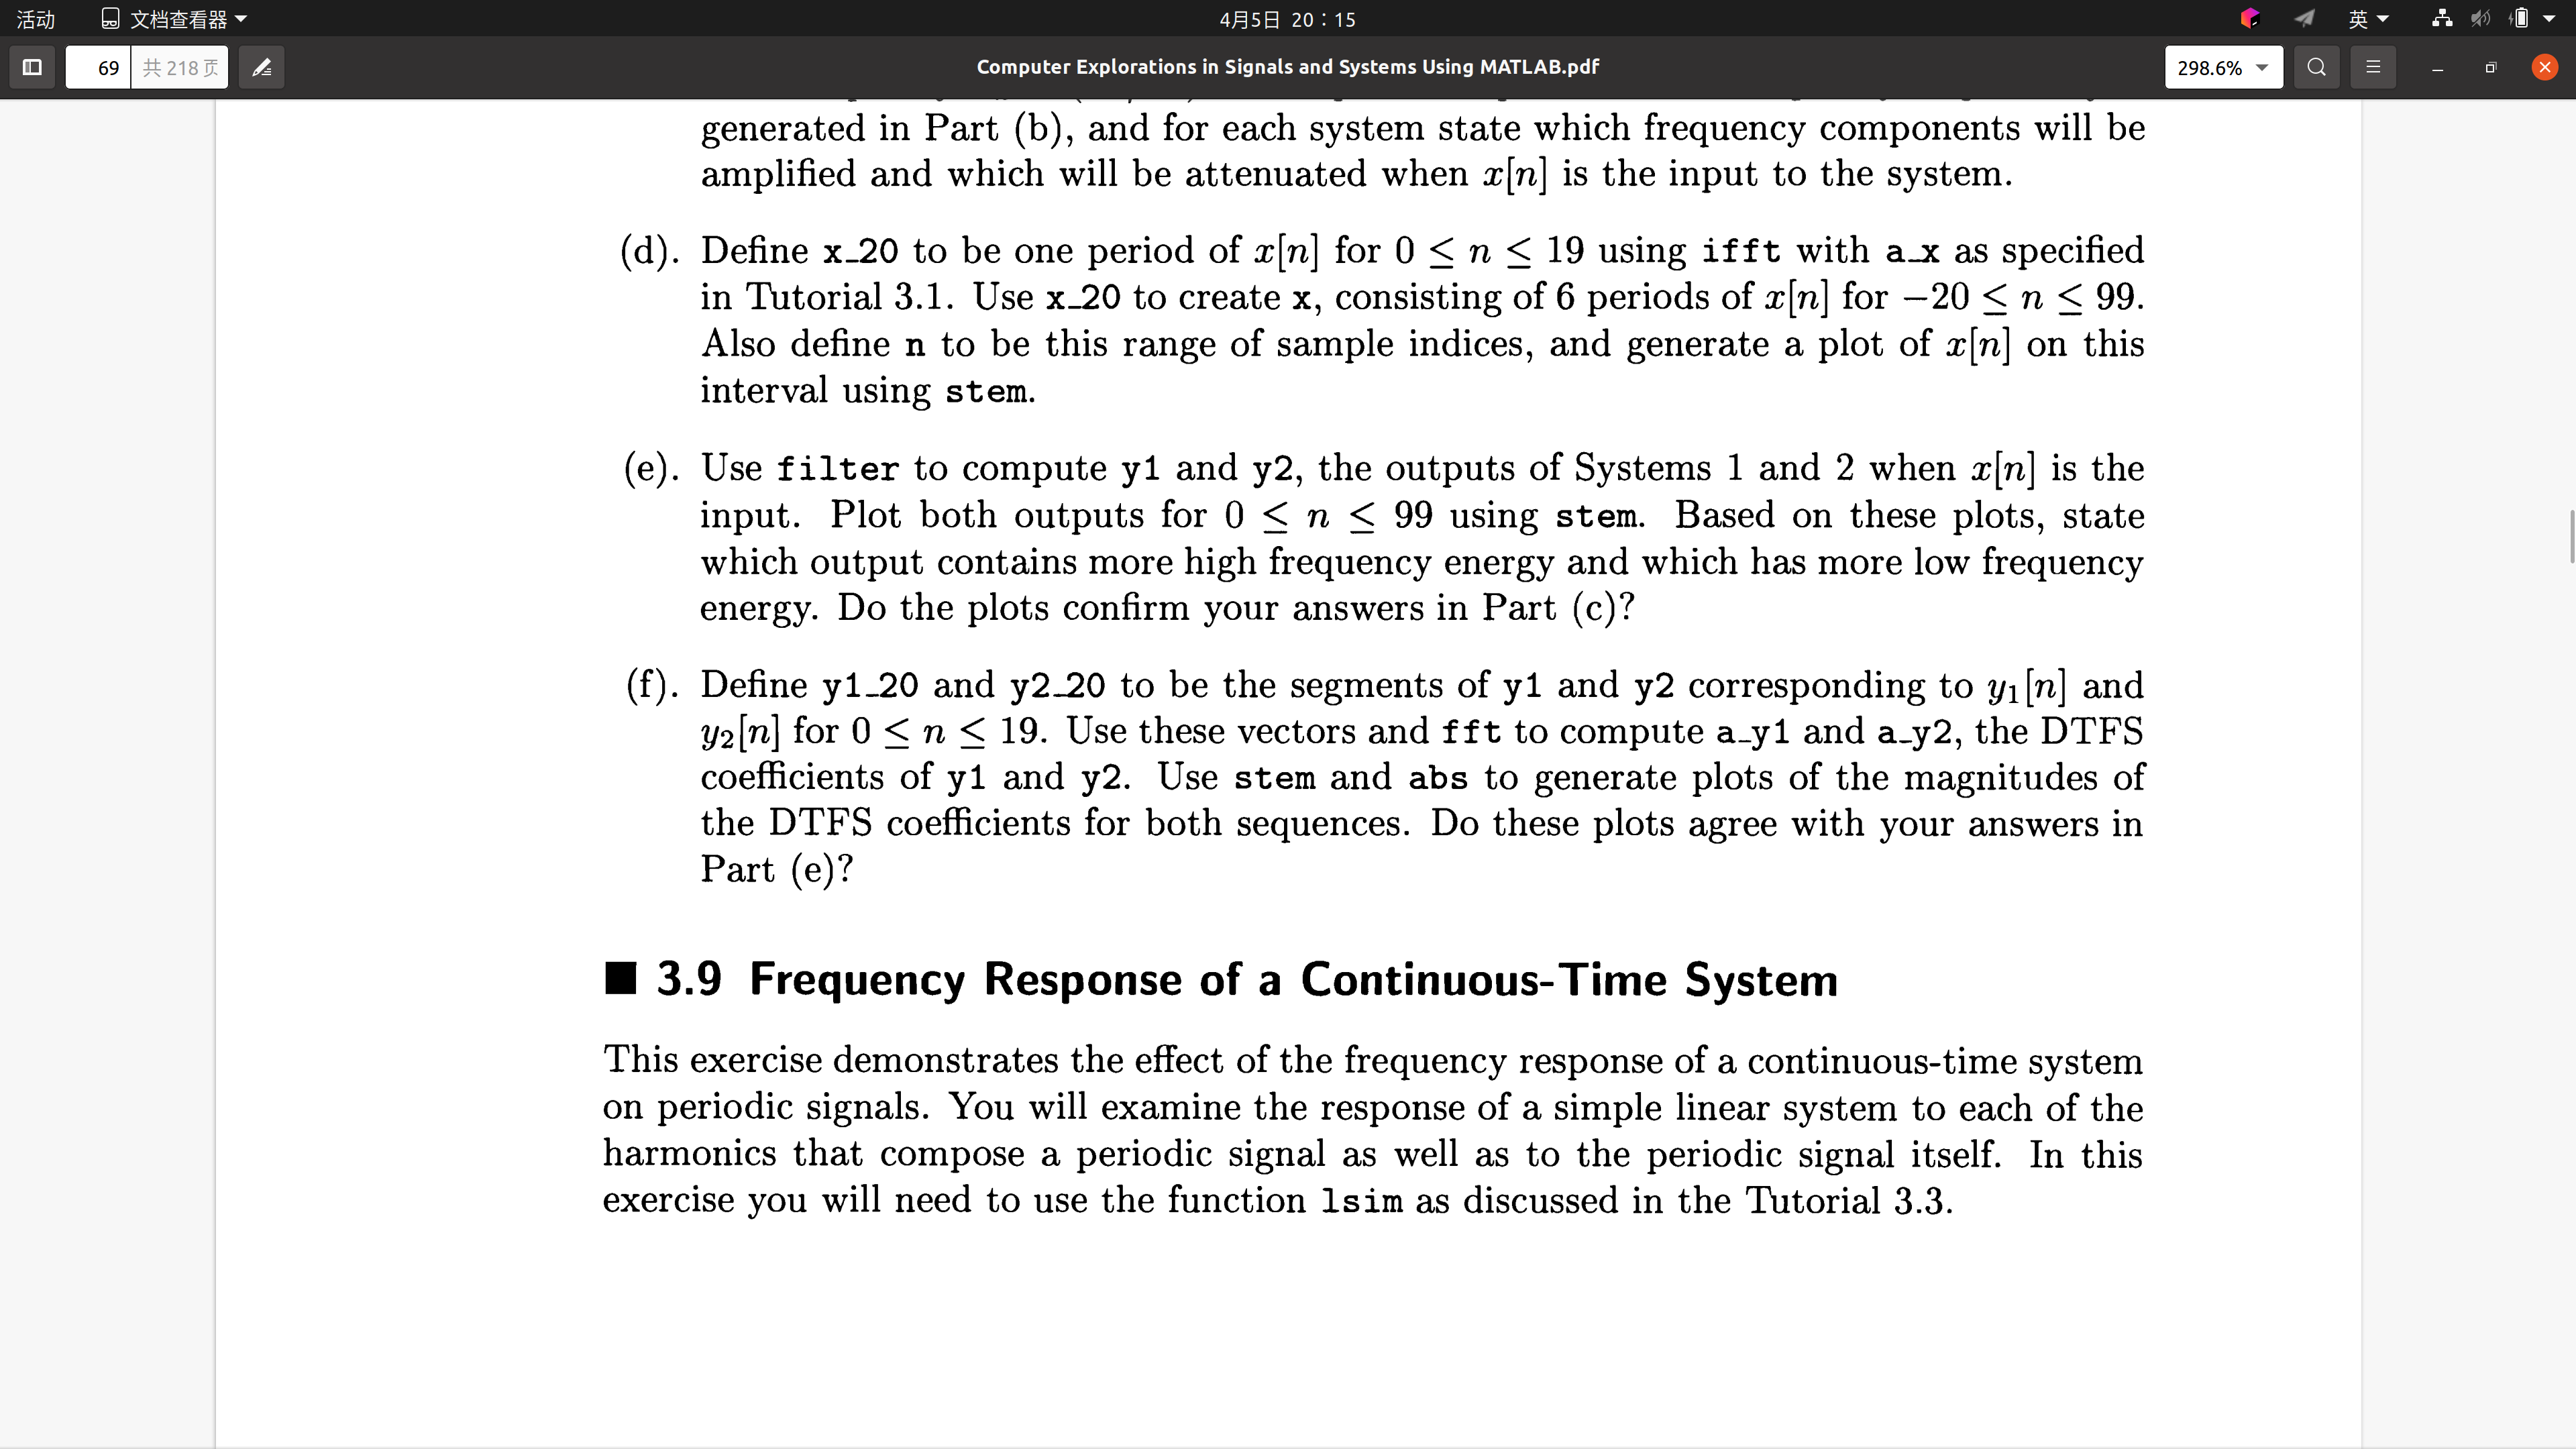 活动 文档查看器 4月5日 20：15 英
69 共 218 页 Computer Explorations in Signals and Systems Using MATLAB.pdf 298.6%
generated in Part (b), and for each system state which frequency components will be
amplified and which will be attenuated when x[n] is the input to the system.
(d). Define x_20 to be one period of x[n] for 0 ≤ n ≤ 19 using ifft with a_x as specified
in Tutorial 3.1. Use x_20 to create x, consisting of 6 periods of x[n] for −20 ≤ n ≤ 99.
Also define n to be this range of sample indices, and generate a plot of x[n] on this
interval using stem.
(e). Use filter to compute y1 and y2, the outputs of Systems 1 and 2 when x[n] is the
input. Plot both outputs for 0 ≤ n ≤ 99 using stem. Based on these plots, state
which output contains more high frequency energy and which has more low frequency
energy. Do the plots confirm your answers in Part (c)?
(f). Define y1_20 and y2_20 to be the segments of y1 and y2 corresponding to y₁[n] and
y₂[n] for 0 ≤ n ≤ 19. Use these vectors and fft to compute a_y1 and a_y2, the DTFS
coefficients of y1 and y2. Use stem and abs to generate plots of the magnitudes of
the DTFS coefficients for both sequences. Do these plots agree with your answers in
Part (e)?
■ 3.9 Frequency Response of a Continuous-Time System
This exercise demonstrates the effect of the frequency response of a continuous-time system
on periodic signals. You will examine the response of a simple linear system to each of the
harmonics that compose a periodic signal as well as to the periodic signal itself. In this
exercise you will need to use the function lsim as discussed in the Tutorial 3.3.